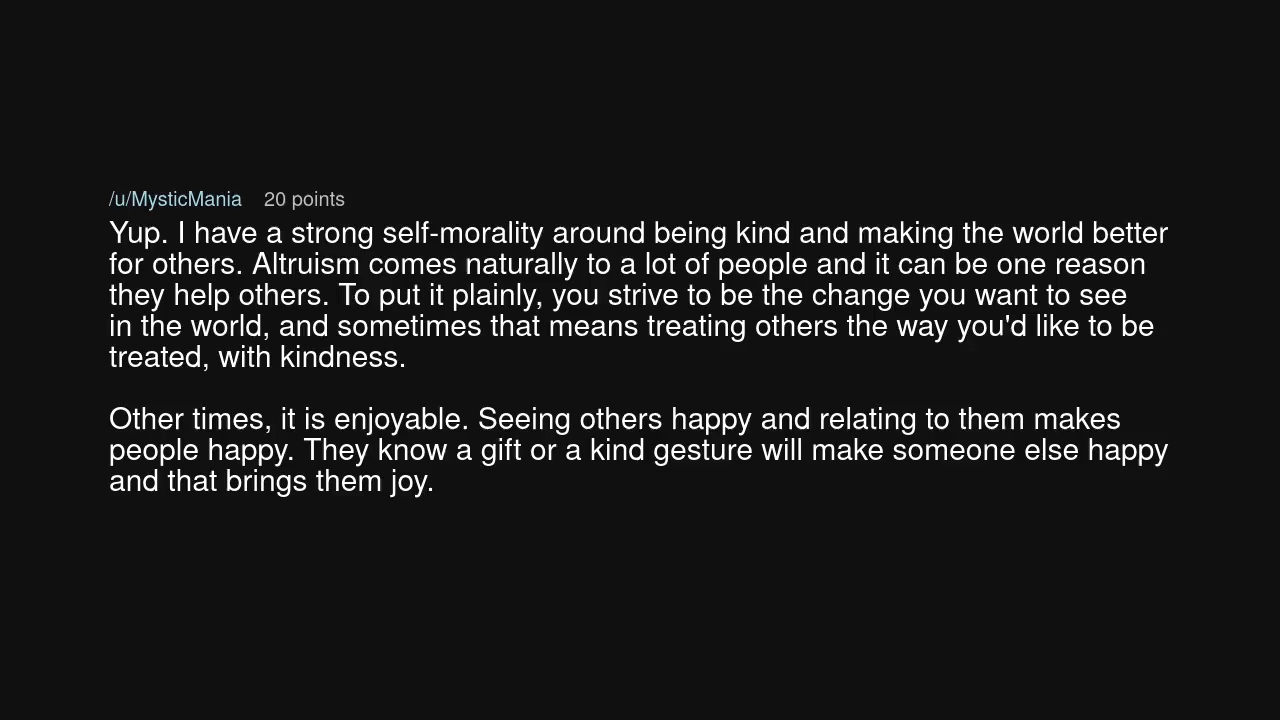 /u/MysticMania 20 points
Yup. I have a strong self-morality around being kind and making the world better
for others. Altruism comes naturally to a lot of people and it can be one reason
they help others. To put it plainly, you strive to be the change you want to see
in the world, and sometimes that means treating others the way you'd like to be
treated, with kindness.
Other times, it is enjoyable. Seeing others happy and relating to them makes
people happy. They know a gift or a kind gesture will make someone else happy
and that brings them joy.